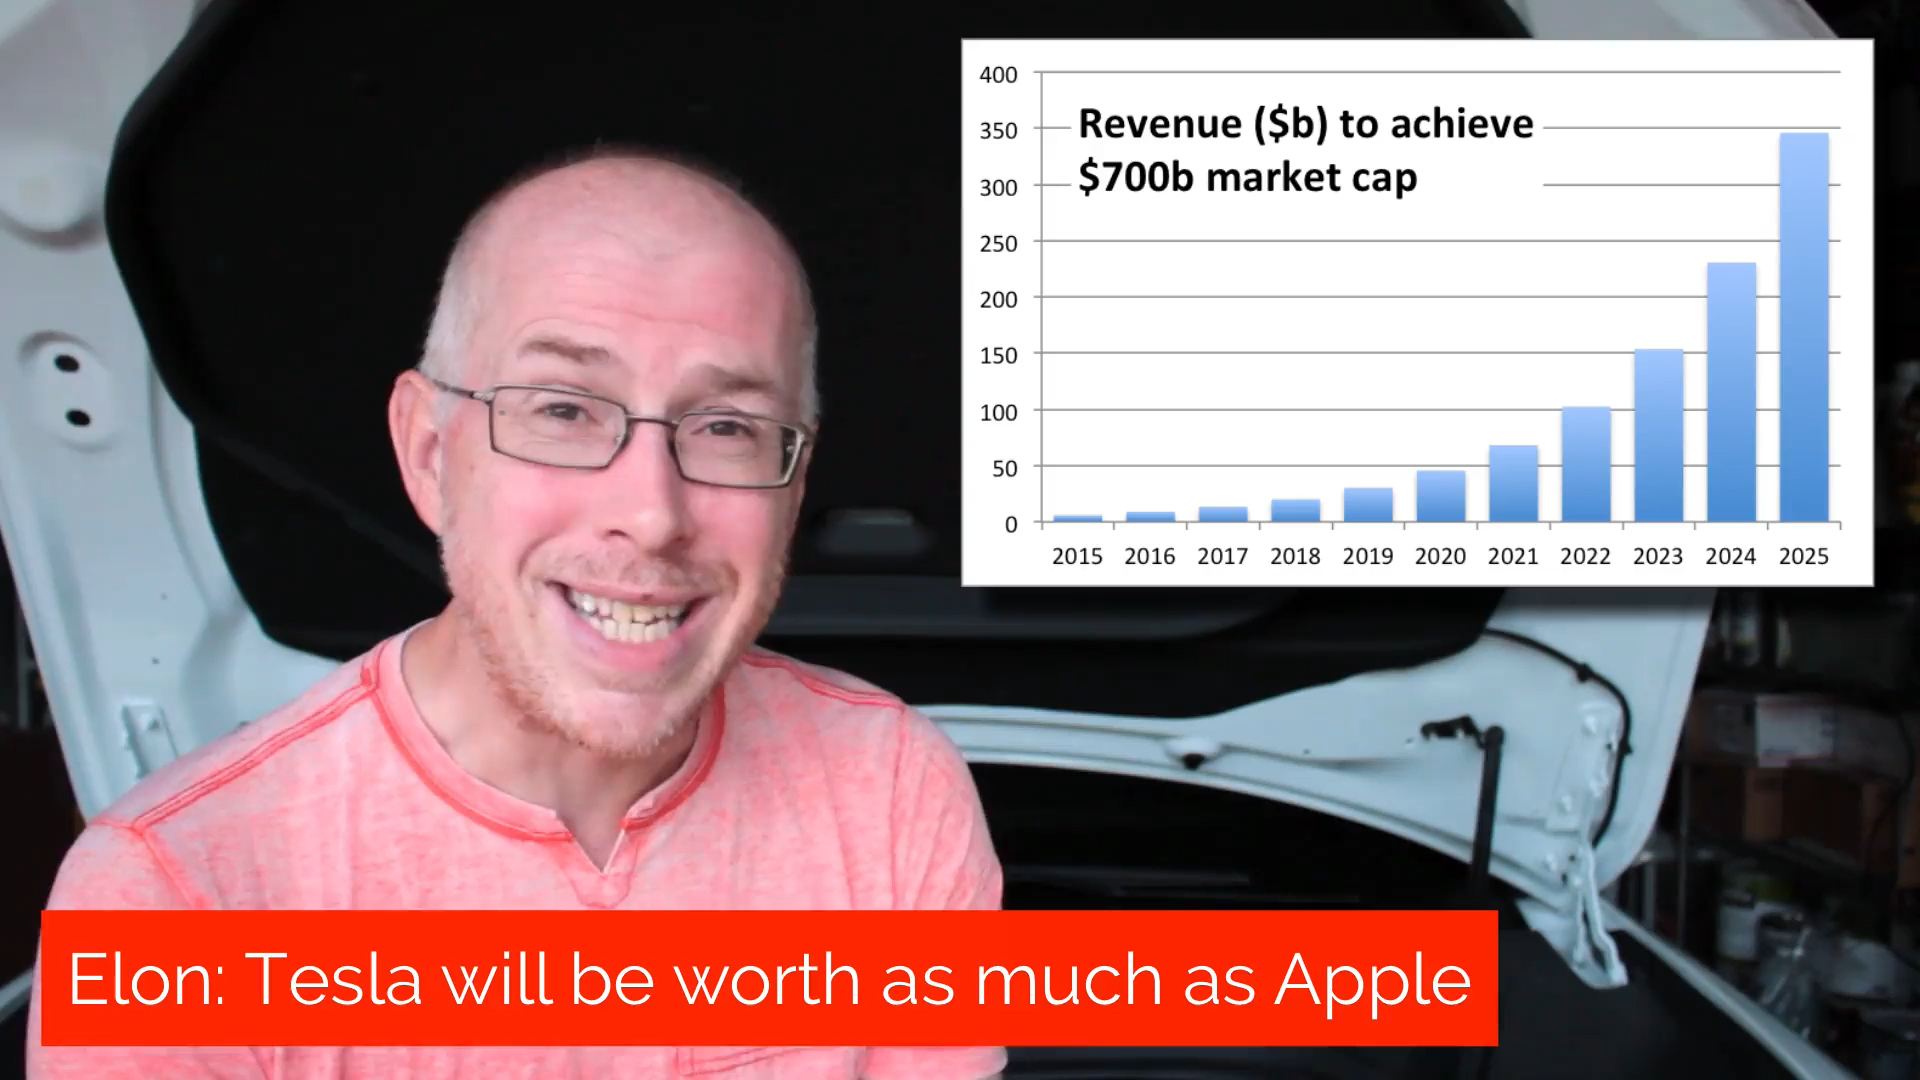 Revenue ($b) to achieve
$700b market cap
400
350
300
250
200
150
100
50
0
2015 2016 2017 2018 2019 2020 2021 2022 2023 2024 2025
Elon: Tesla will be worth as much as Apple